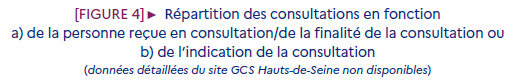 [FIGURE 4]► Répartition des consultations en fonction
a) de la personne reçue en consultation/de la finalité de la consultation ou
b) de l'indication de la consultation
(données détaillées du site GCS Hauts-de-Seine non disponibles)